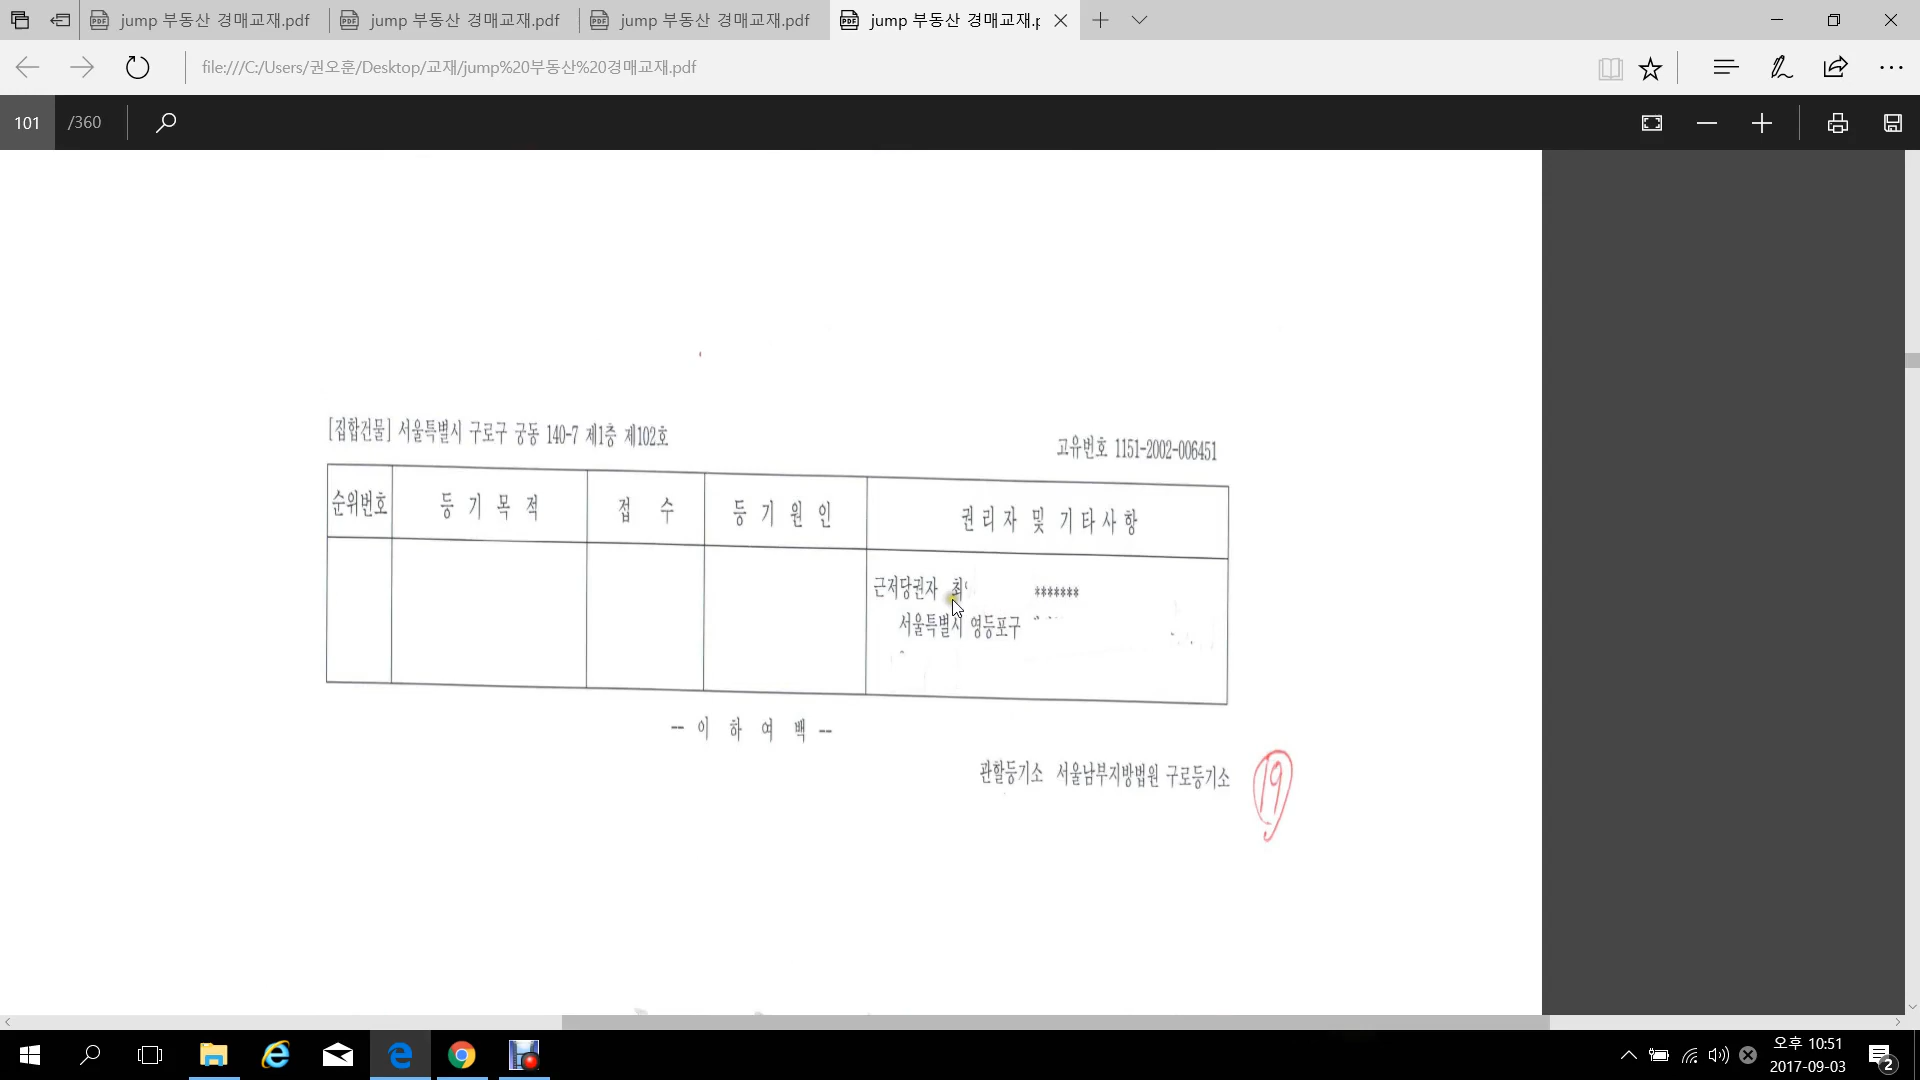 jump 부동산 경매교재.pdf
jump 부동산 경매교재.pdf
jump 부동산 경매교재.pdf
jump 부동산 경매교재.p
file:///C:/Users/권오훈/Desktop/교재/jump%20부동산%20경매교재.pdf
101 /360
[집합건물] 서울특별시 구로구 궁동 140-7 제1층 제102호
고유번호 1151-2002-006451
순위번호 등 기 목 적 접 수 등 기 원 인 권 리 자 및 기 타 사 항
근저당권자 최 *******
서울특별시 영등포구
-- 이 하 여 백 --
관할등기소 서울남부지방법원 구로등기소
19
오후 10:51
2017-09-03
2